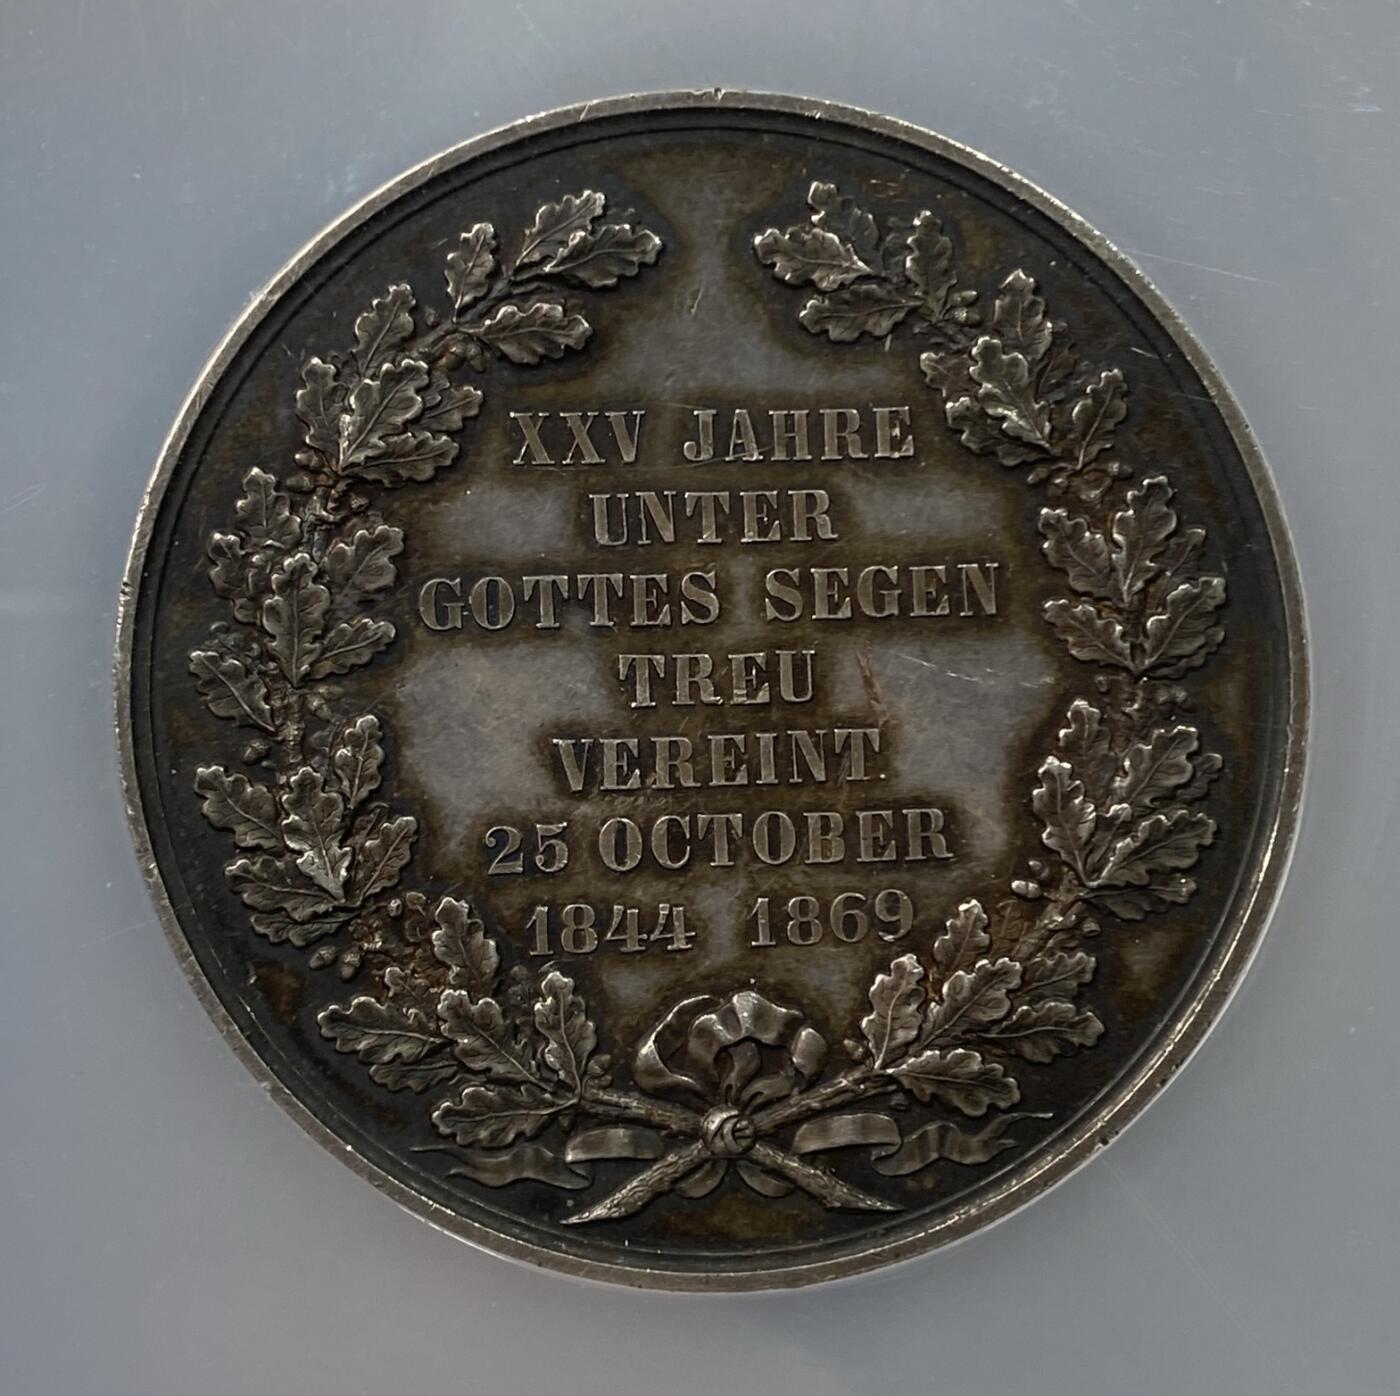 XXV JAHRE
UNTER
GOTTES SEGEN
TREU
VEREINT
25 OCTOBER
1844 1869